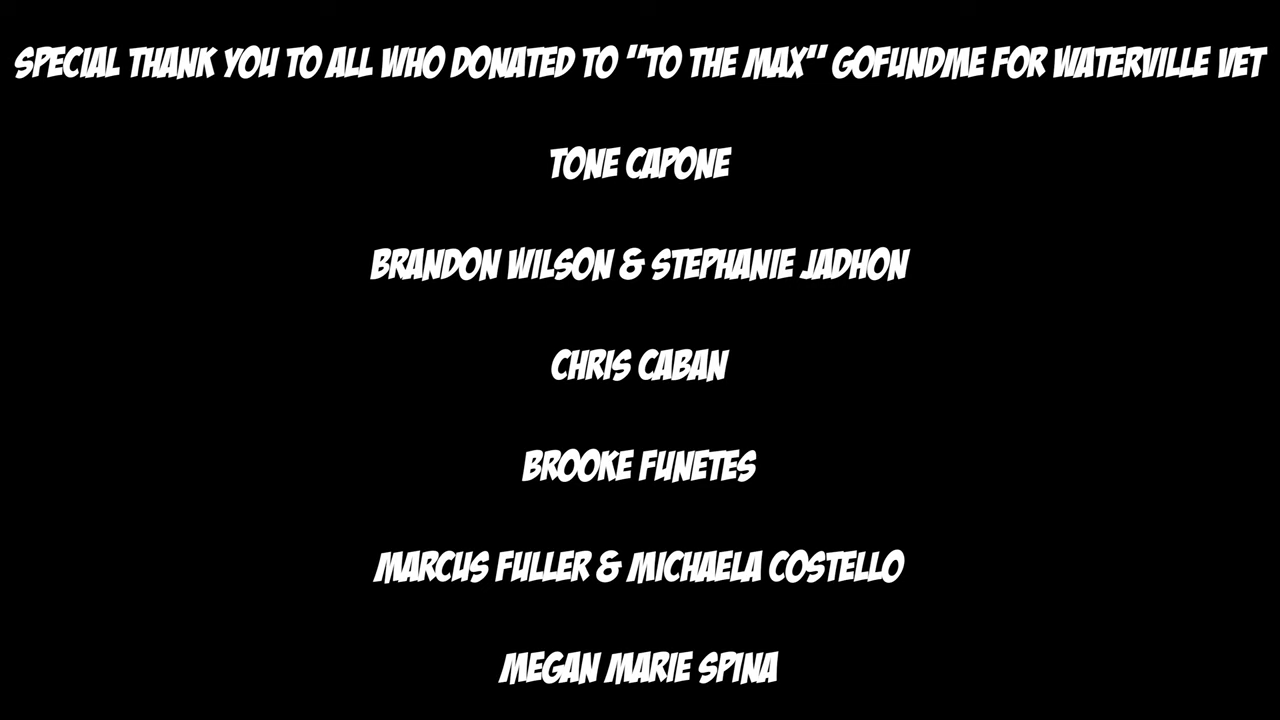 SPECIAL THANK YOU TO ALL WHO DONATED TO "TO THE MAX" GOFUNDME FOR WATERVILLE VET
TONE CAPONE
BRANDON WILSON & STEPHANIE JADHON
CHRIS CABAN
BROOKE FUNETES
MARCUS FULLER & MICHAELA COSTELLO
MEGAN MARIE SPINA